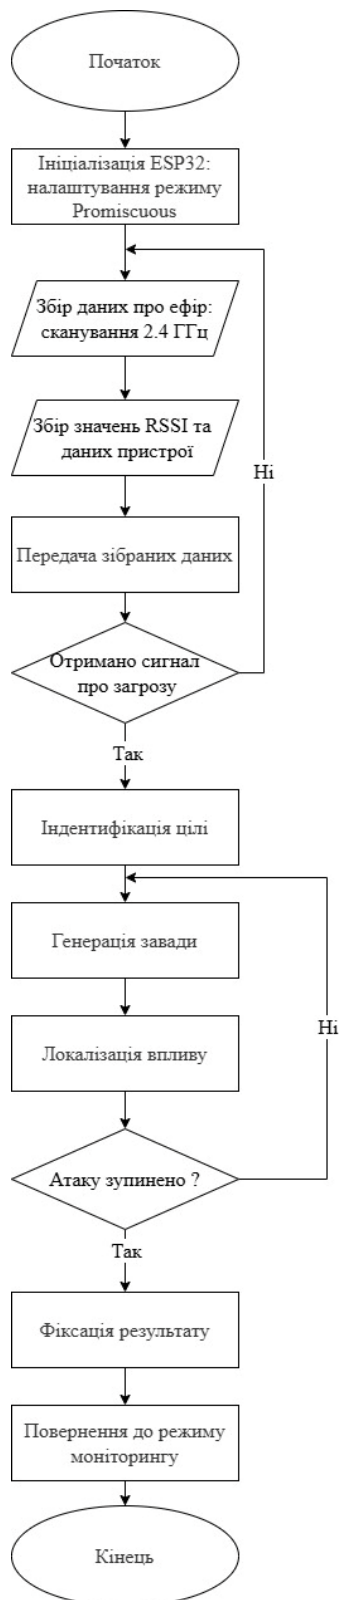 Початок
Ініціалізація ESP32:
налаштування режиму
Promiscuous
Збір даних про ефір:
сканування 2.4 ГГц
Збір значень RSSI та
даних пристрої
Ні
Передача зібраних даних
Отримано сигнал
про загрозу
Так
Індентифікація цілі
Генерація завади
Ні
Локалізація впливу
Атаку зупинено ?
Так
Фіксація результату
Повернення до режиму
моніторингу
Кінець